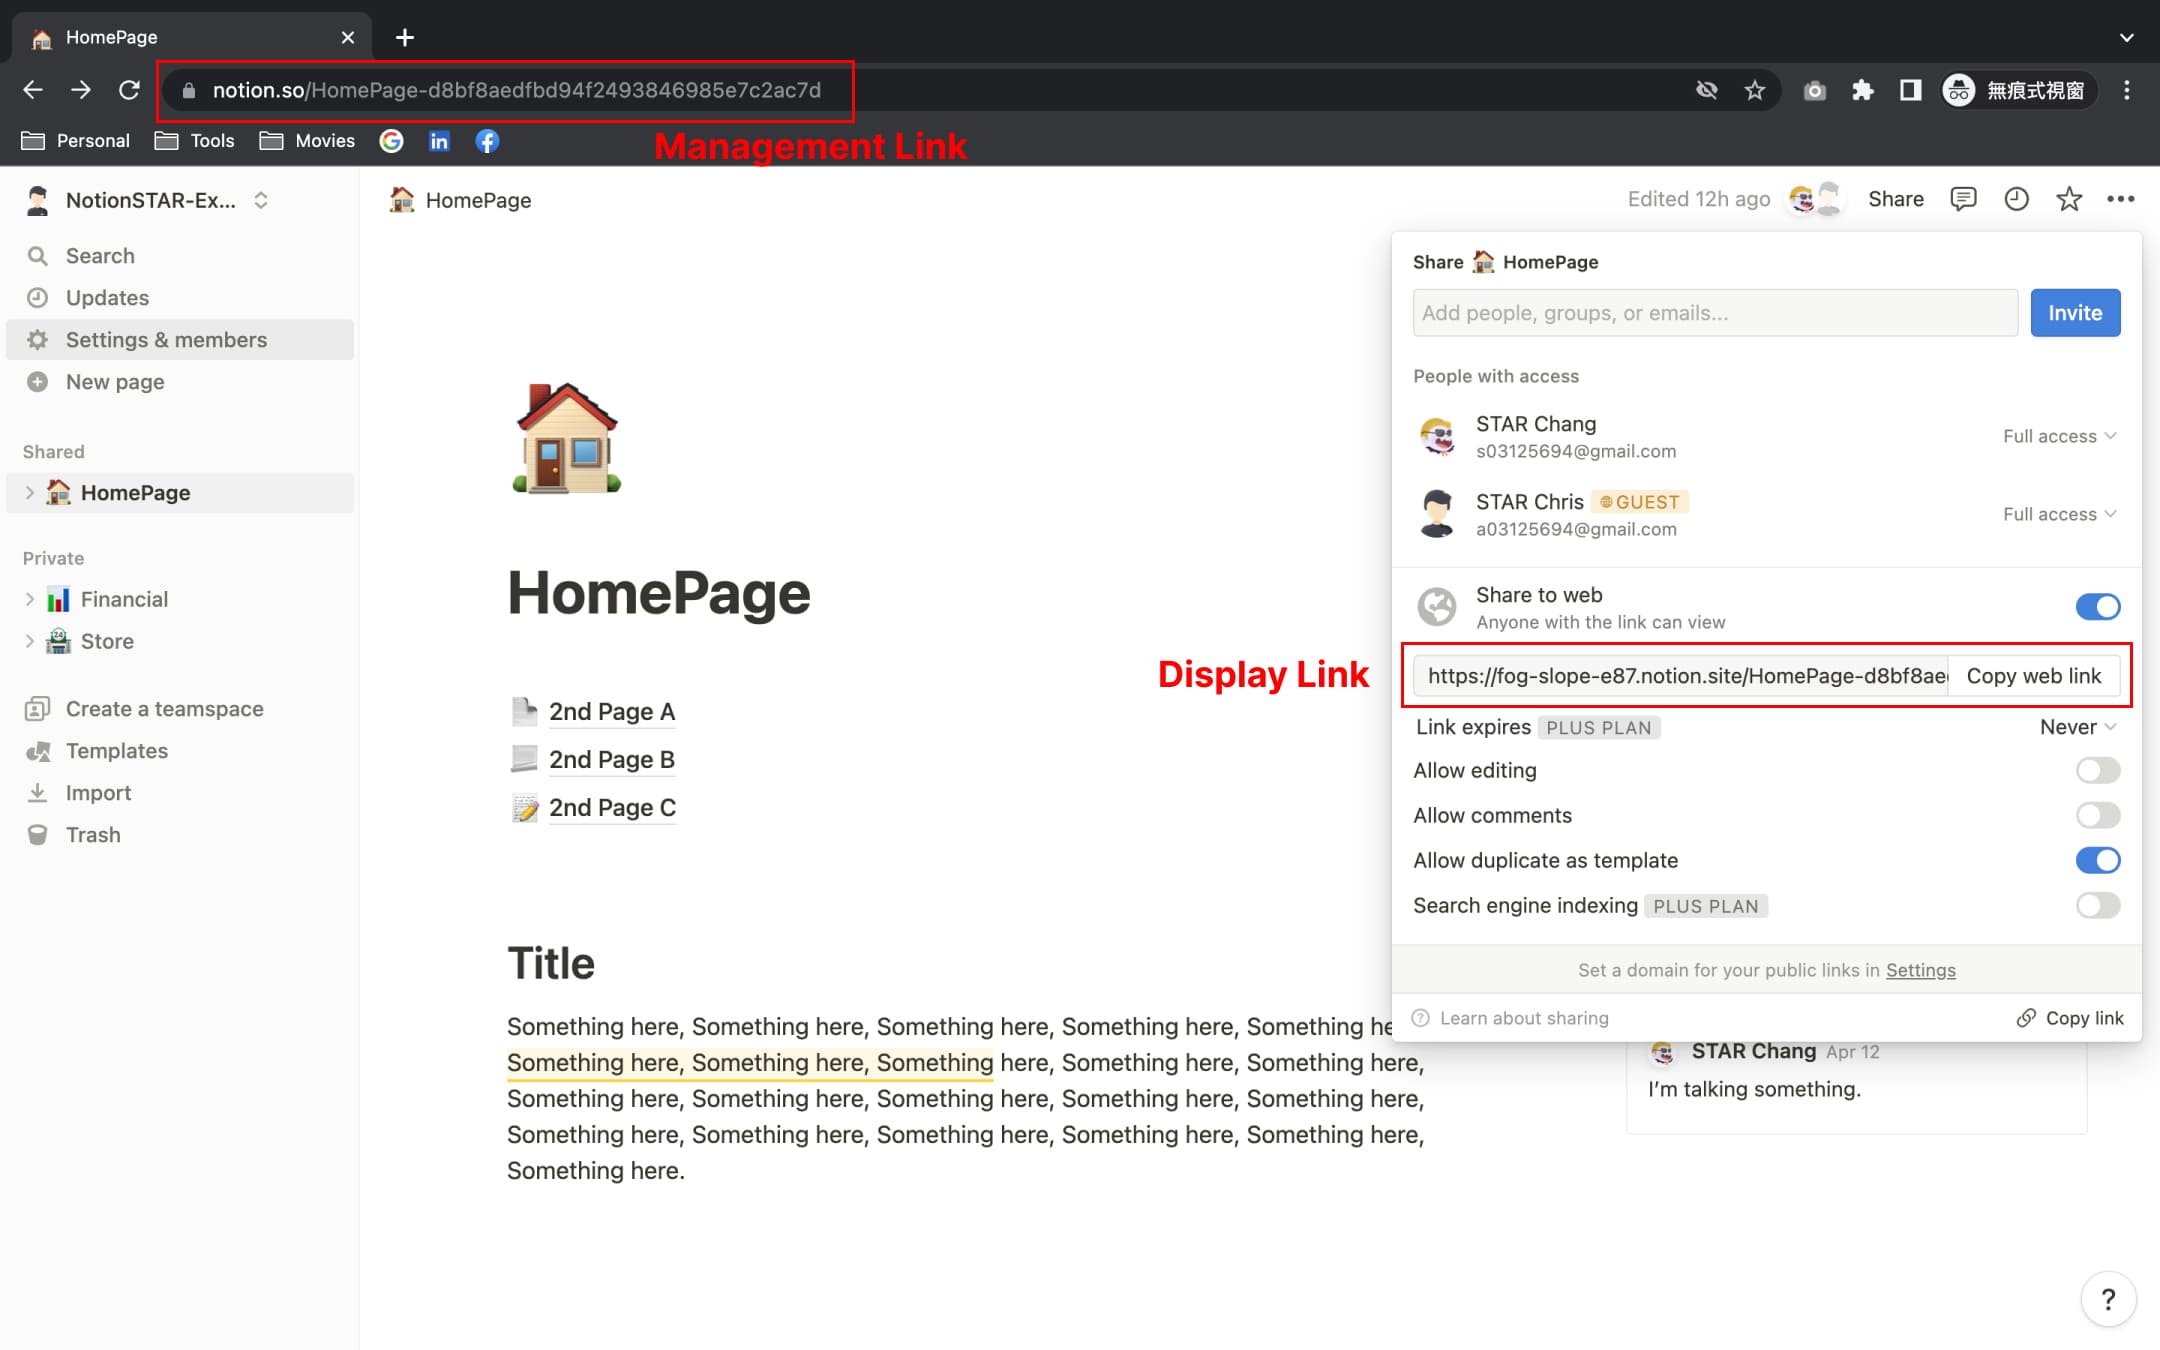 HomePage
notion.so/HomePage-d8bf8aedfbd94f2493846985e7c2ac7d
無痕式視窗
Personal
Tools
Movies
Management Link
NotionSTAR-Ex...
HomePage
Edited 12h ago
Share
Search
Updates
Settings & members
New page
Shared
HomePage
Private
Financial
Store
Create a teamspace
Templates
Import
Trash
HomePage
2nd Page A
2nd Page B
2nd Page C
Title
Something here, Something here, Something here, Something here, Something he
Something here, Something here, Something here, Something here, Something here,
Something here, Something here, Something here, Something here, Something here,
Something here, Something here, Something here, Something here, Something here,
Something here.
Display Link
Share HomePage
Add people, groups, or emails...
Invite
People with access
STAR Chang
s03125694@gmail.com
Full access
STAR Chris GUEST
a03125694@gmail.com
Full access
Share to web
Anyone with the link can view
https://fog-slope-e87.notion.site/HomePage-d8bf8ae
Copy web link
Link expires PLUS PLAN
Never
Allow editing
Allow comments
Allow duplicate as template
Search engine indexing PLUS PLAN
Set a domain for your public links in Settings
Learn about sharing
Copy link
STAR Chang Apr 12
I'm talking something.
?